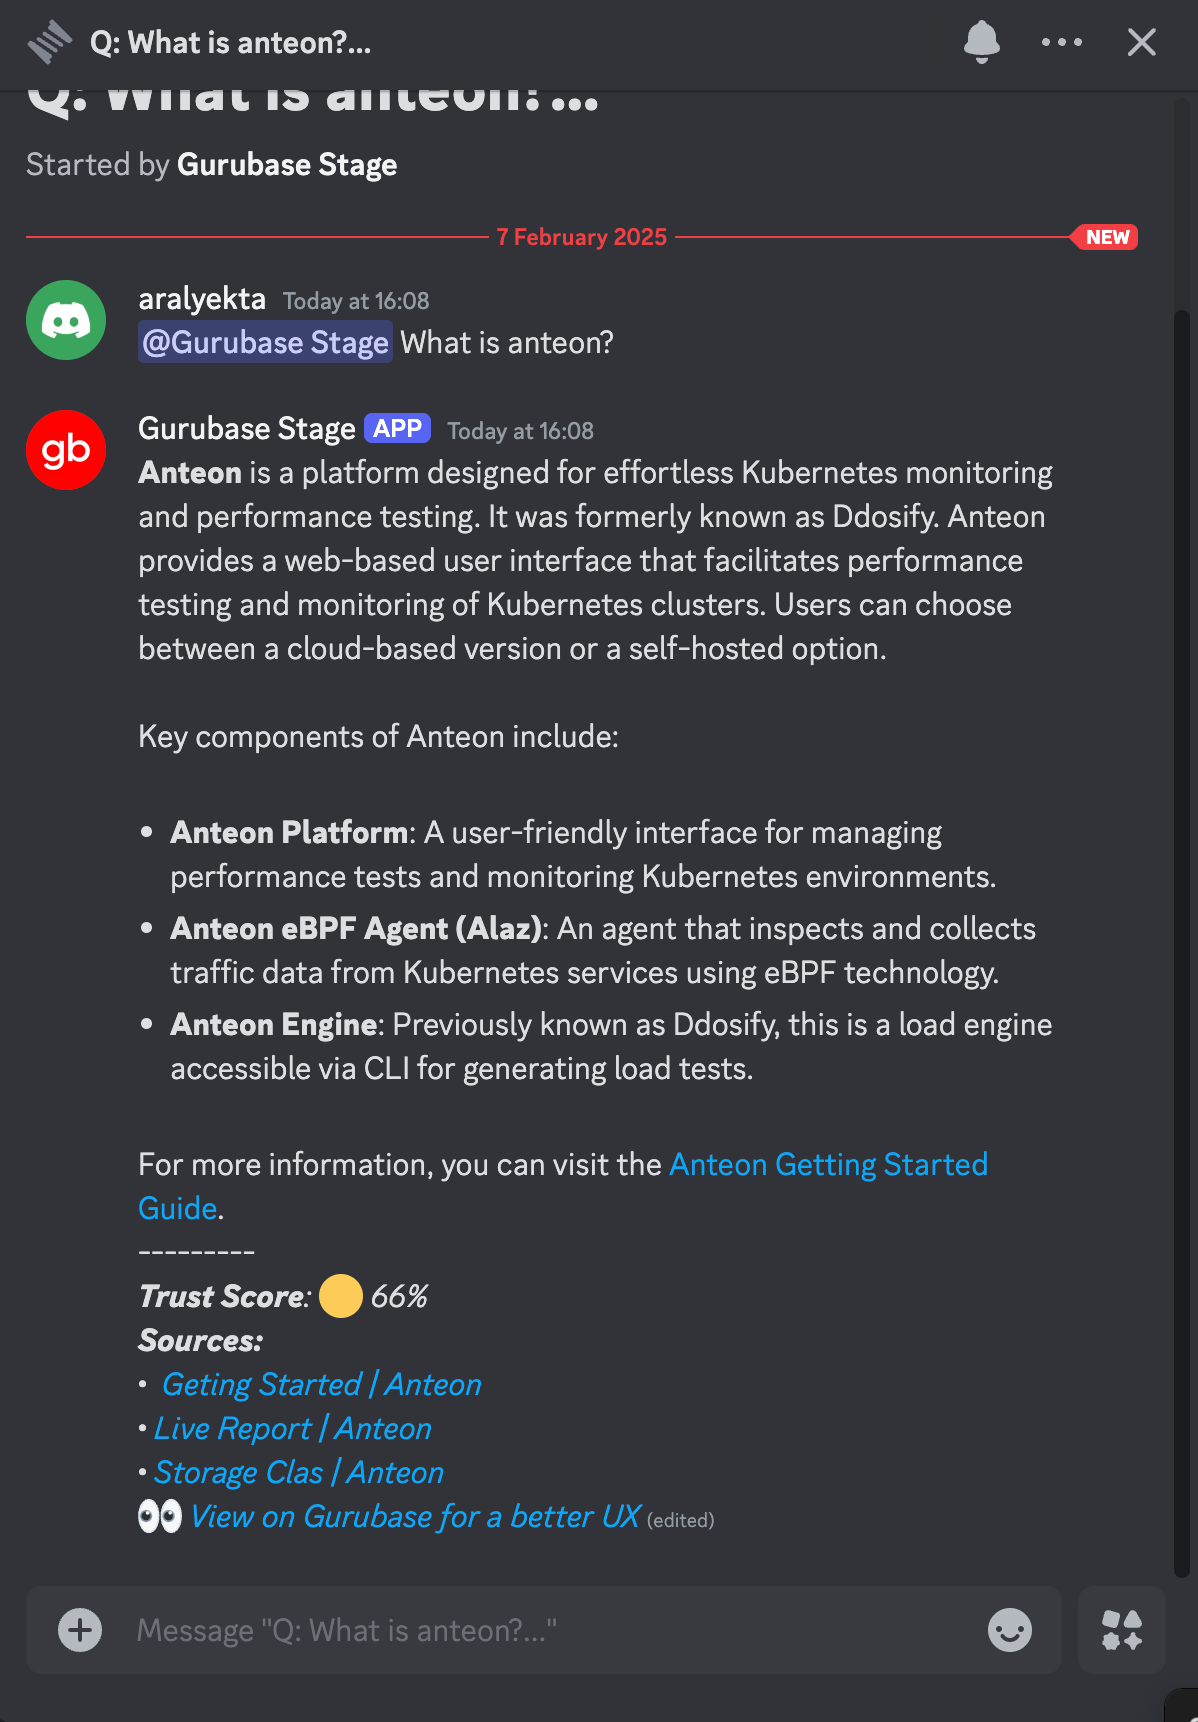 Q: What is anteon?...
Q: What is anteon?...
Started by Gurubase Stage
7 February 2025
NEW
aralyekta Today at 16:08
@Gurubase Stage What is anteon?
gb
Gurubase Stage APP Today at 16:08
Anteon is a platform designed for effortless Kubernetes monitoring
and performance testing. It was formerly known as Ddosify. Anteon
provides a web-based user interface that facilitates performance
testing and monitoring of Kubernetes clusters. Users can choose
between a cloud-based version or a self-hosted option.
Key components of Anteon include:
• Anteon Platform: A user-friendly interface for managing
performance tests and monitoring Kubernetes environments.
• Anteon eBPF Agent (Alaz): An agent that inspects and collects
traffic data from Kubernetes services using eBPF technology.
• Anteon Engine: Previously known as Ddosify, this is a load engine
accessible via CLI for generating load tests.
For more information, you can visit the Anteon Getting Started
Guide.
---------
Trust Score: 🟡 66%
Sources:
• Geting Started | Anteon
• Live Report | Anteon
• Storage Clas | Anteon
👀 View on Gurubase for a better UX (edited)
Message "Q: What is anteon?..."